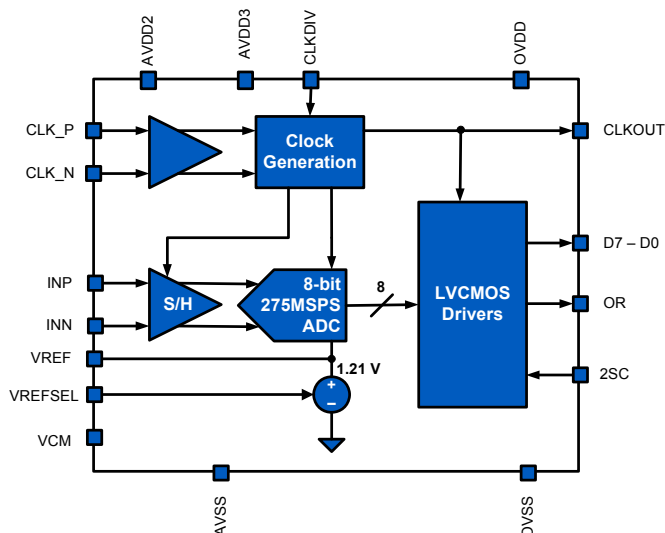 AVDD2
AVDD3
CLKDIV
OVDD
CLK_P
CLK_N
Clock
Generation
CLKOUT
INP
INN
S/H
8-bit
275MSPS
ADC
8
LVCMOS
Drivers
D7 – D0
OR
2SC
VREF
1.21 V
VREFSEL
+
–
VCM
AVSS
OVSS